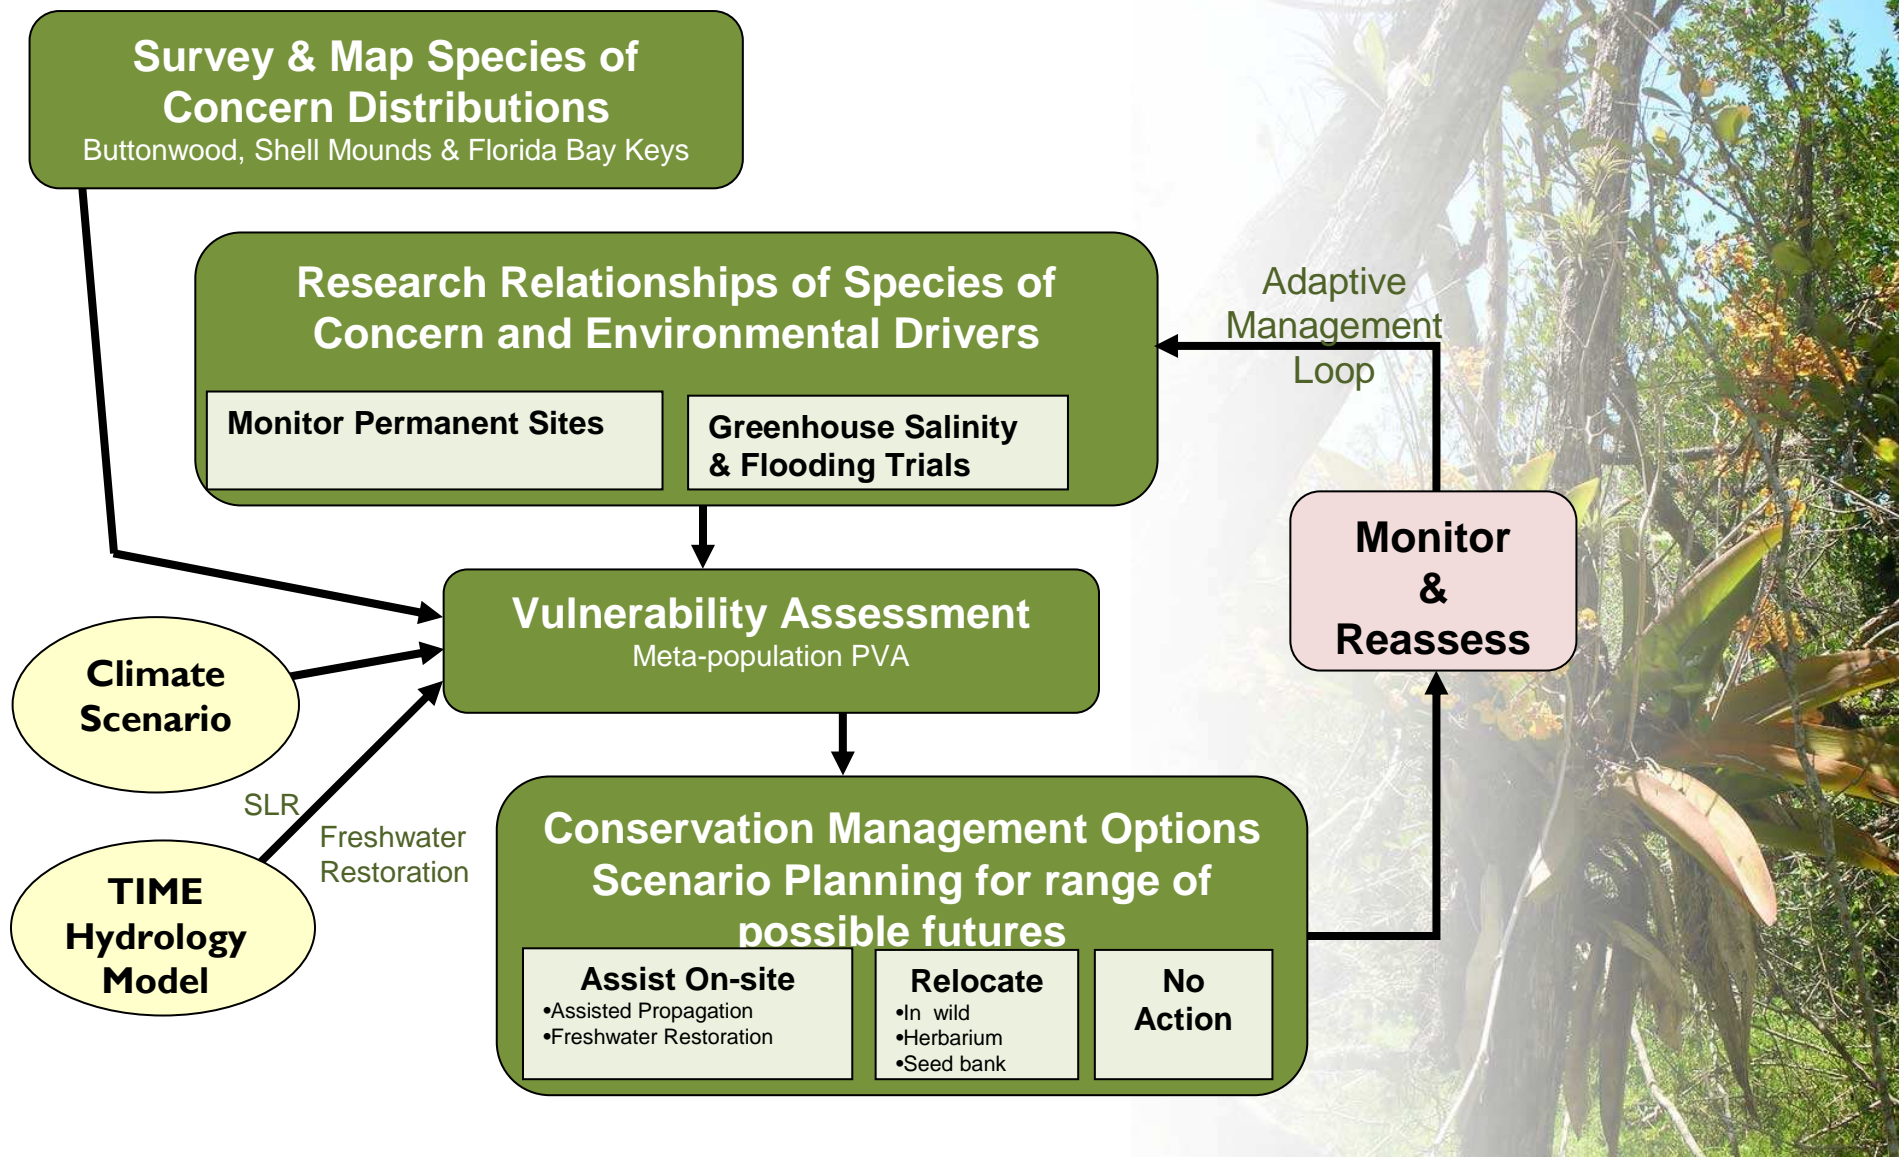 Survey & Map Species of
Concern Distributions
Buttonwood, Shell Mounds & Florida Bay Keys
Research Relationships of Species of
Concern and Environmental Drivers
Monitor Permanent Sites
Greenhouse Salinity
& Flooding Trials
Adaptive
Management
Loop
Monitor
&
Reassess
Vulnerability Assessment
Meta-population PVA
Climate
Scenario
SLR
Freshwater
Restoration
TIME
Hydrology
Model
Conservation Management Options
Scenario Planning for range of
possible futures
Assist On-site
•Assisted Propagation
•Freshwater Restoration
Relocate
•In wild
•Herbarium
•Seed bank
No
Action